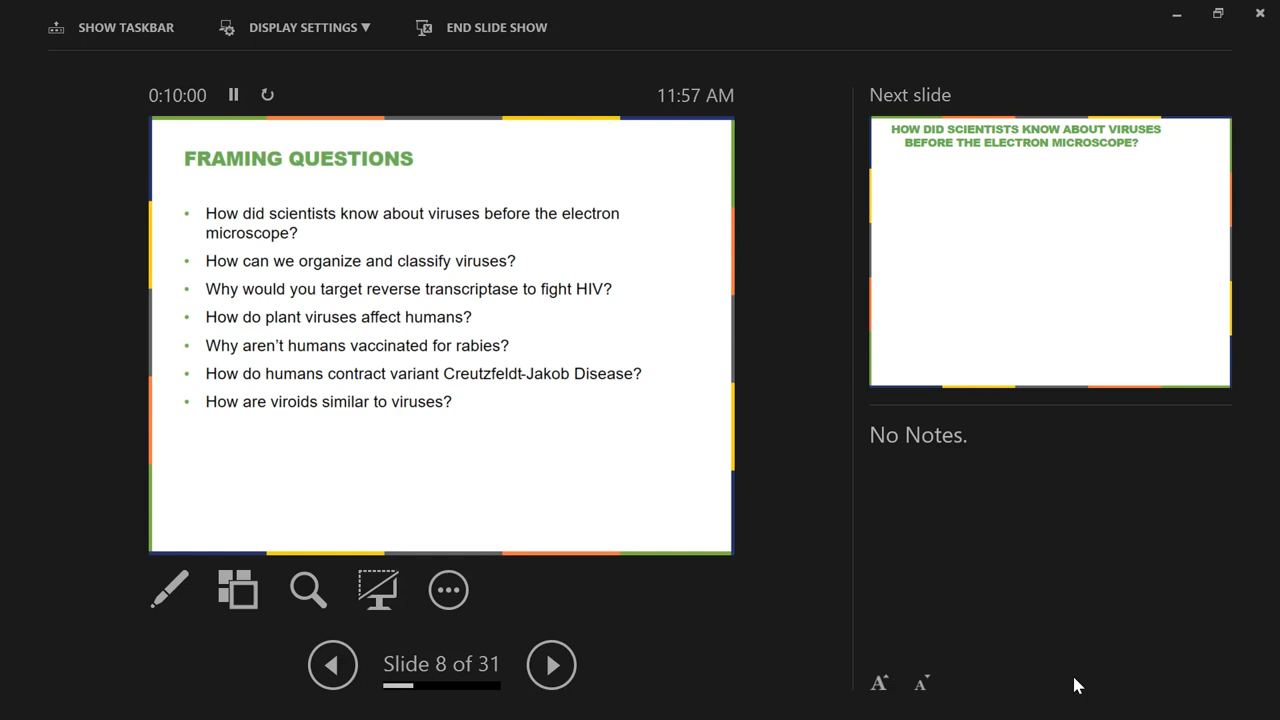 SHOW TASKBAR
DISPLAY SETTINGS ▼
END SLIDE SHOW
0:10:00
11:57 AM
FRAMING QUESTIONS
• How did scientists know about viruses before the electron
microscope?
• How can we organize and classify viruses?
• Why would you target reverse transcriptase to fight HIV?
• How do plant viruses affect humans?
• Why aren’t humans vaccinated for rabies?
• How do humans contract variant Creutzfeldt-Jakob Disease?
• How are viroids similar to viruses?
Slide 8 of 31
Next slide
HOW DID SCIENTISTS KNOW ABOUT VIRUSES
BEFORE THE ELECTRON MICROSCOPE?
No Notes.
A A